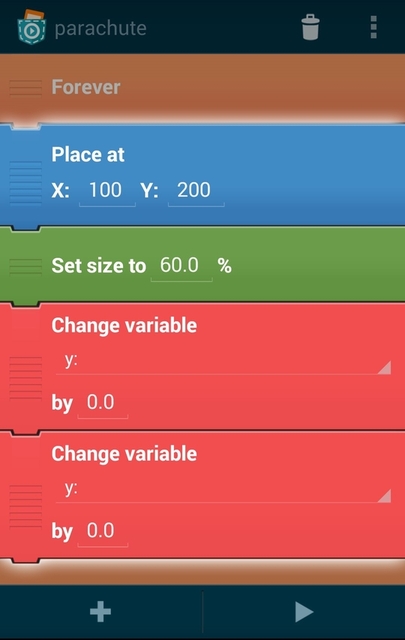 parachute
Forever
Place at
X: 100 Y: 200
Set size to 60.0 %
Change variable
y:
by 0.0
Change variable
y:
by 0.0